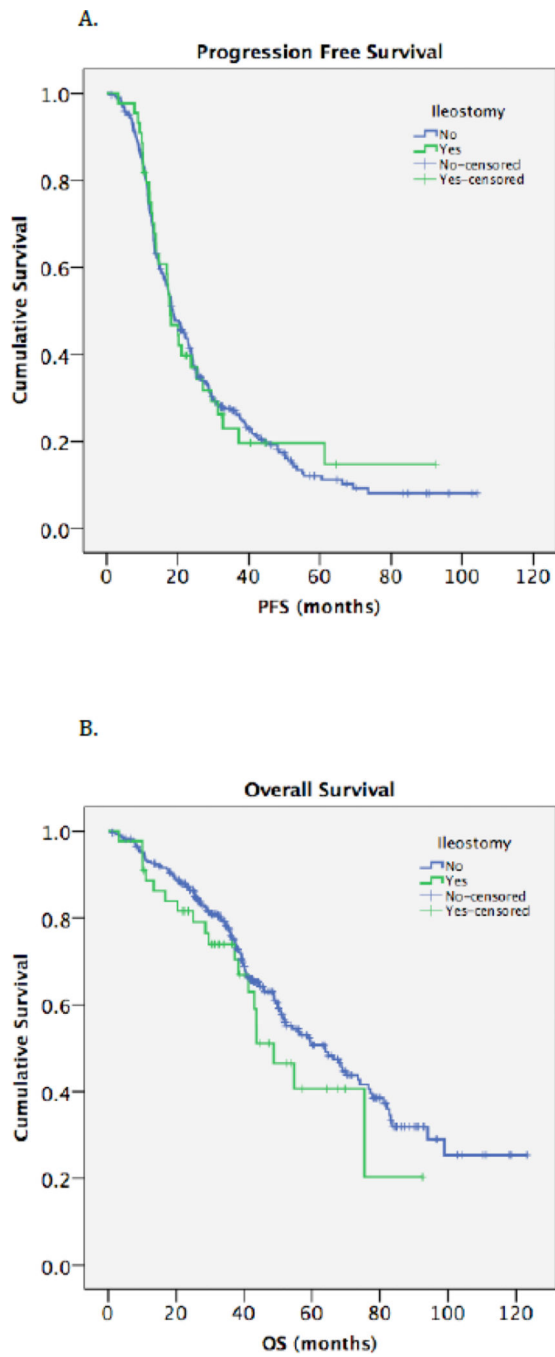 A.
Progression Free Survival
Ileostomy
No
Yes
No-censored
Yes-censored
Cumulative Survival
1.0
0.8
0.6
0.4
0.2
0.0
0 20 40 60 80 100 120
PFS (months)
B.
Overall Survival
Ileostomy
No
Yes
No-censored
Yes-censored
Cumulative Survival
1.0
0.8
0.6
0.4
0.2
0.0
0 20 40 60 80 100 120
OS (months)